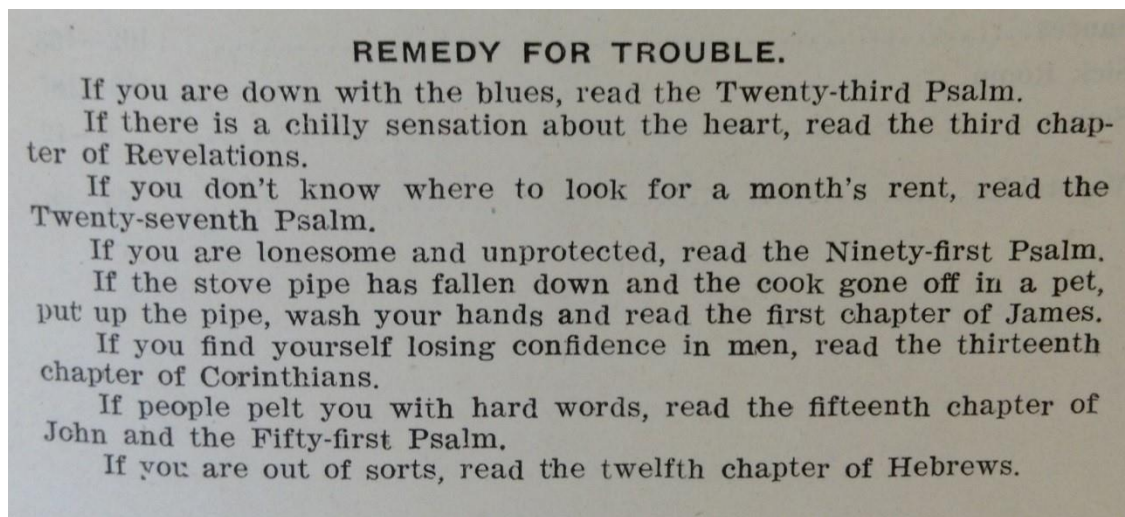 REMEDY FOR TROUBLE.
If you are down with the blues, read the Twenty-third Psalm.
If there is a chilly sensation about the heart, read the third chap-
ter of Revelations.
If you don't know where to look for a month's rent, read the
Twenty-seventh Psalm.
If you are lonesome and unprotected, read the Ninety-first Psalm.
If the stove pipe has fallen down and the cook gone off in a pet,
put up the pipe, wash your hands and read the first chapter of James.
If you find yourself losing confidence in men, read the thirteenth
chapter of Corinthians.
If people pelt you with hard words, read the fifteenth chapter of
John and the Fifty-first Psalm.
If you are out of sorts, read the twelfth chapter of Hebrews.